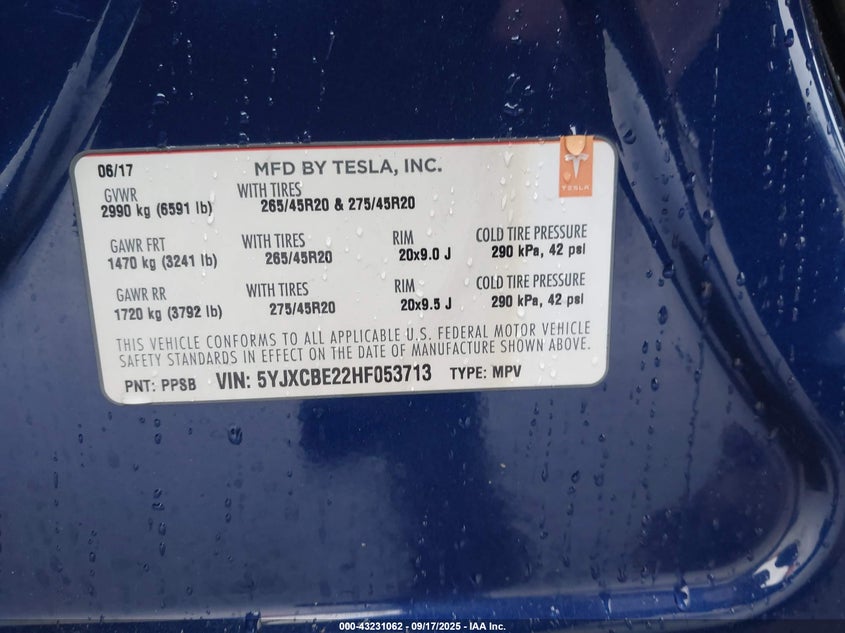 06/17 MFD BY TESLA, INC.
TESLA
GVWR WITH TIRES
2990 kg (6591 lb) 265/45R20 & 275/45R20
GAWR FRT WITH TIRES RIM COLD TIRE PRESSURE
1470 kg (3241 lb) 265/45R20 20x9.0 J 290 kPa, 42 psi
GAWR RR WITH TIRES RIM COLD TIRE PRESSURE
1720 kg (3792 lb) 275/45R20 20x9.5 J 290 kPa, 42 psi
THIS VEHICLE CONFORMS TO ALL APPLICABLE U.S. FEDERAL MOTOR VEHICLE
SAFETY STANDARDS IN EFFECT ON THE DATE OF MANUFACTURE SHOWN ABOVE.
PNT: PPSB VIN: 5YJXCBE22HF053713 TYPE: MPV
000-43231062 - 09/17/2025 - IAA Inc.